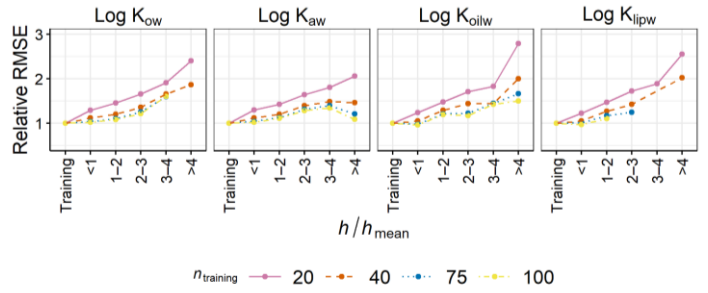 Log Kow Log Kaw Log Koilw Log Klipw
Relative RMSE
3
2
1
Training <1 1–2 2–3 3–4 >4 Training <1 1–2 2–3 3–4 >4 Training <1 1–2 2–3 3–4 >4 Training <1 1–2 2–3 3–4 >4
h/hmean
ntraining 20 40 75 100